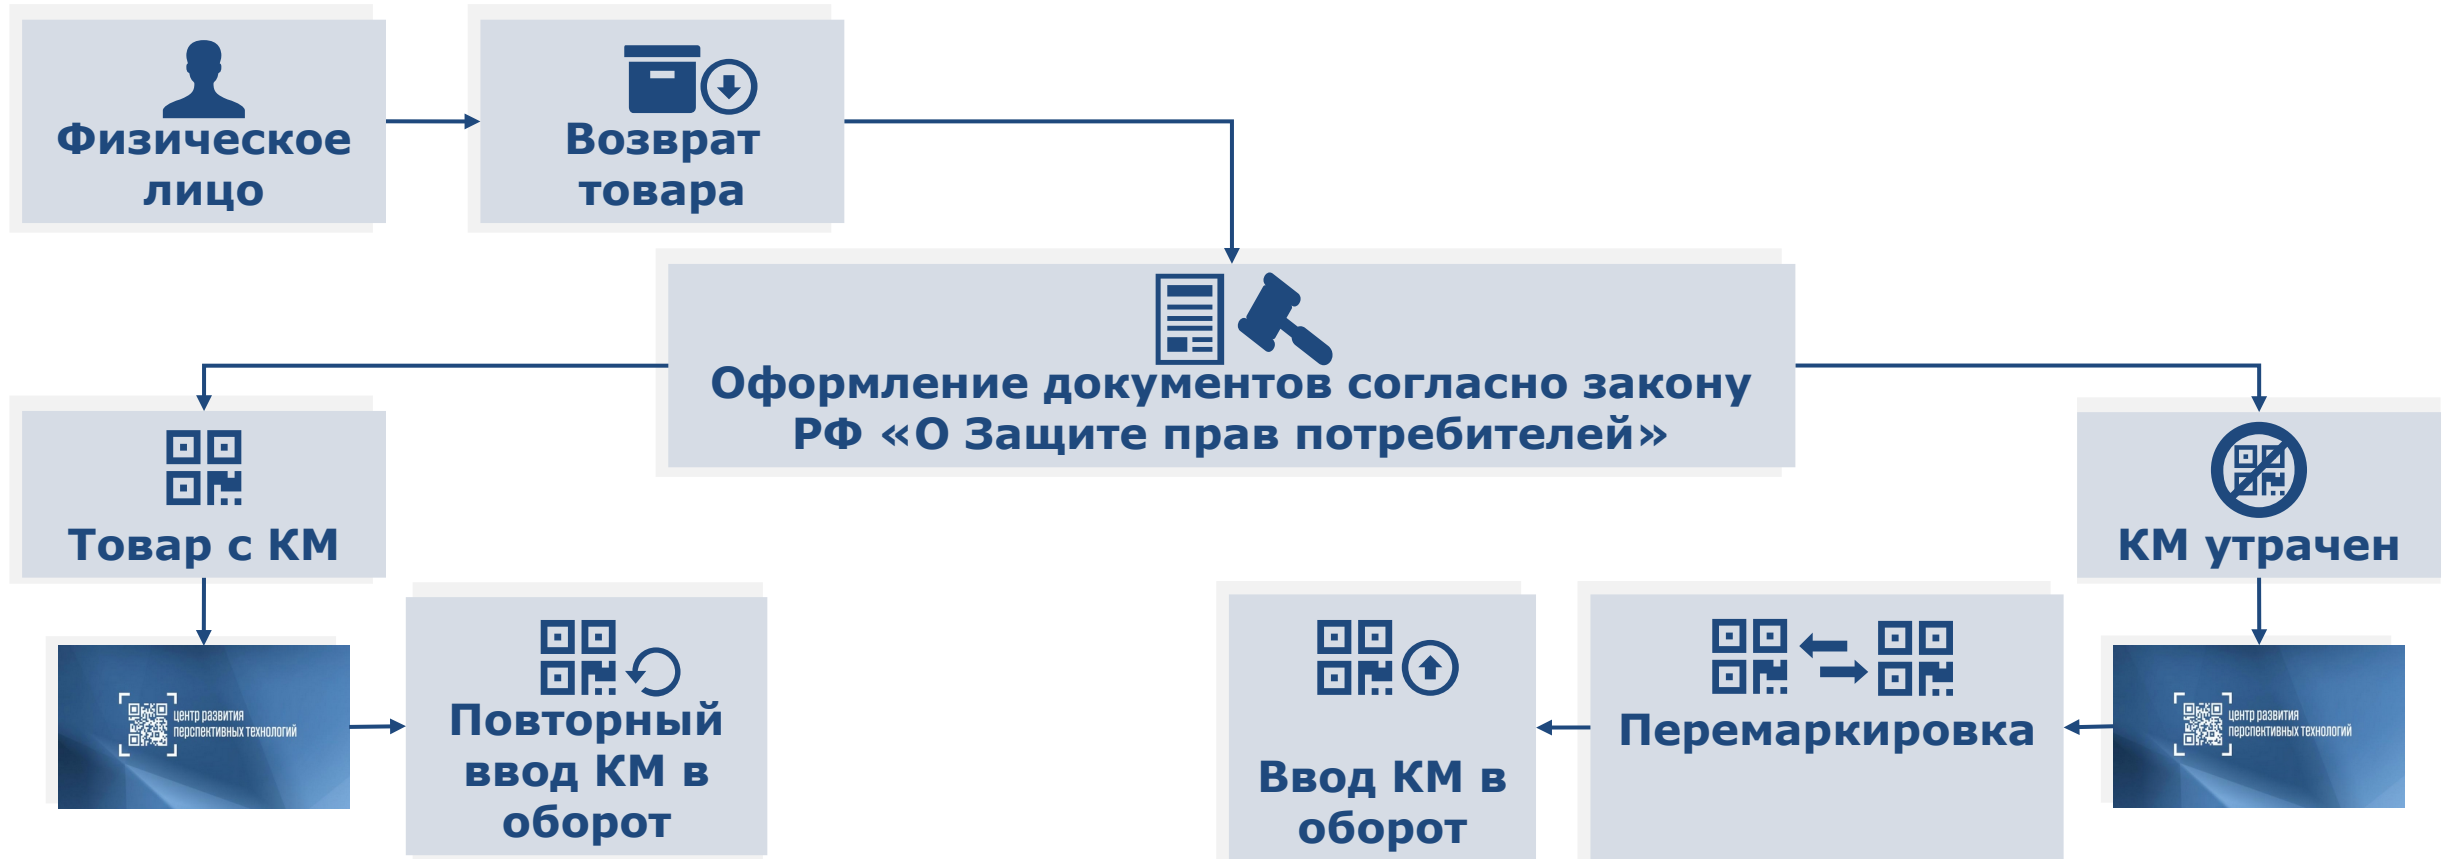 Физическое
лицо
Возврат
товара
Оформление документов согласно закону
РФ «О Защите прав потребителей»
Товар с КМ
КМ утрачен
центр развития
перспективных технологий
Повторный
ввод КМ в
оборот
Ввод КМ в
оборот
Перемаркировка
центр развития
перспективных технологий